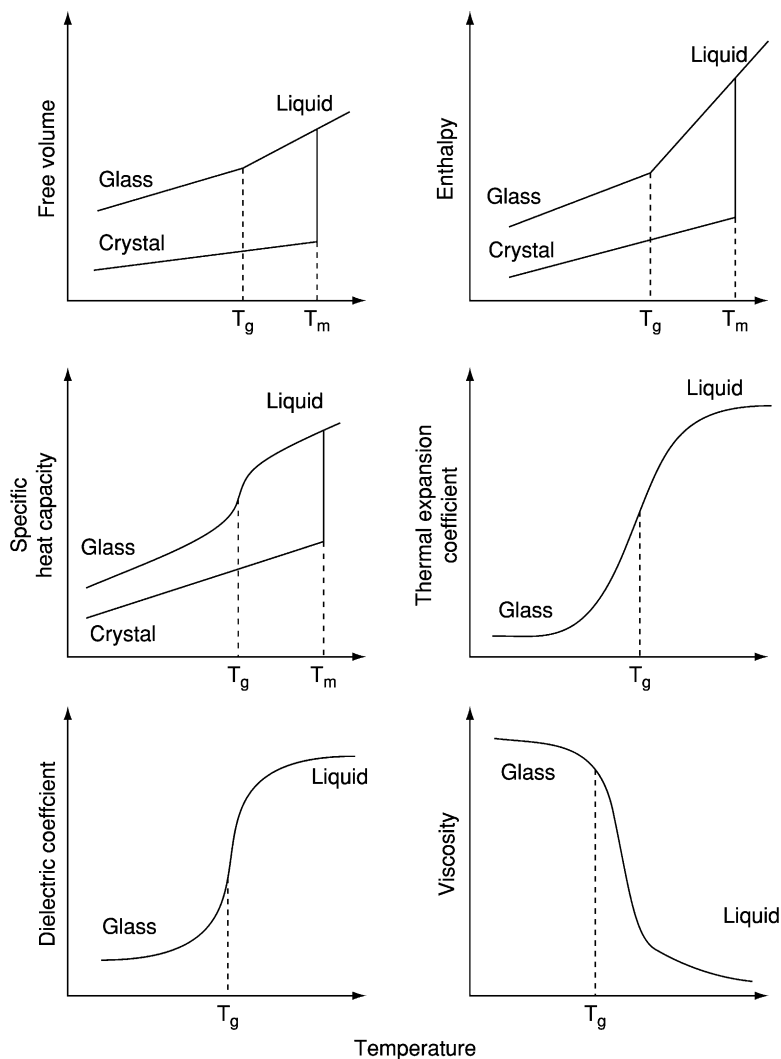 Free volume
Glass
Liquid
Crystal
Tg
Tm
Enthalpy
Liquid
Glass
Crystal
Tg
Tm
Specific
heat capacity
Liquid
Glass
Crystal
Tg
Tm
Thermal expansion
coefficient
Liquid
Glass
Tg
Dielectric coeffcient
Liquid
Glass
Tg
Viscosity
Glass
Liquid
Tg
Temperature